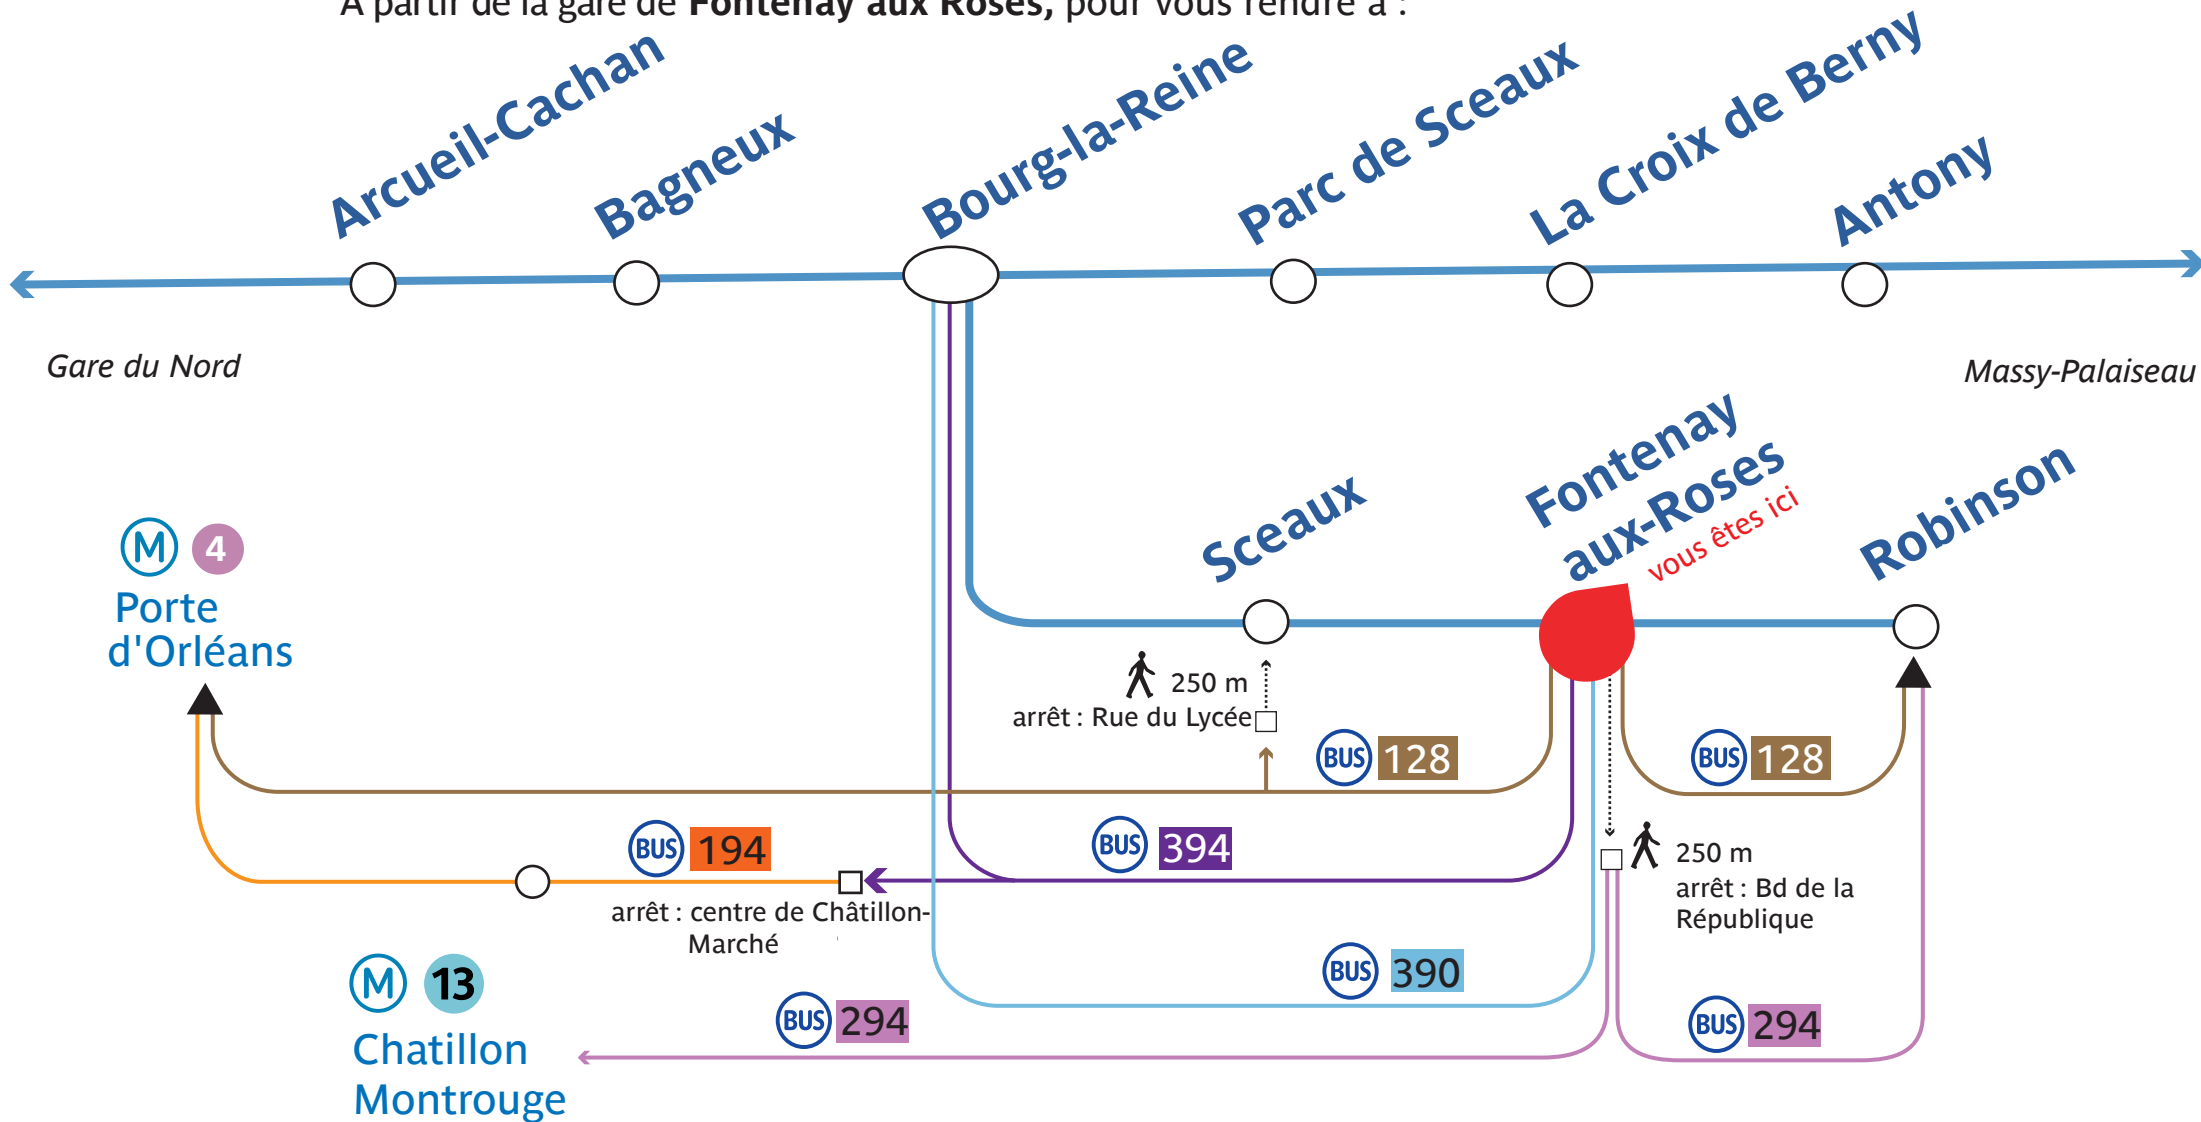 A partir de la gare de Fontenay aux Roses, pour vous rendre à :
Arcueil-Cachan
Bagneux
Bourg-la-Reine
Parc de Sceaux
La Croix de Berny
Antony
Gare du Nord
Massy-Palaiseau
Sceaux
Fontenay
aux-Roses
vous êtes ici
Robinson
M 4
Porte
d'Orléans
250 m
arrêt : Rue du Lycée
BUS 128
BUS 128
BUS 194
BUS 394
250 m
arrêt : Bd de la
République
arrêt : centre de Châtillon-
Marché
M 13
Chatillon
Montrouge
BUS 390
BUS 294
BUS 294